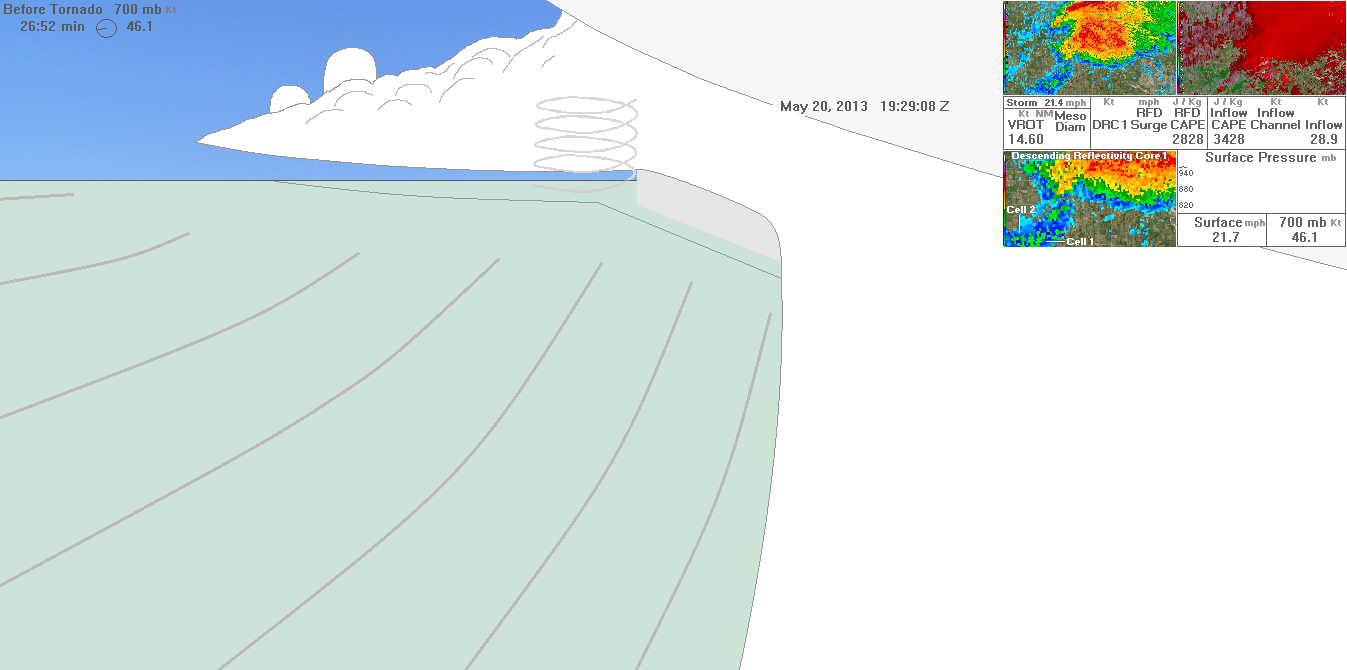 Before Tornado 700 mb Kt
26:52 min 46.1
May 20, 2013 19:29:08 Z
Storm 21.4 mph
Kt NM
VROT Meso Diam
14.60
Kt mph J / Kg
DRC1 RFD Surge RFD CAPE
2828
J / Kg Kt Kt
Inflow CAPE Inflow Channel Inflow
3428 28.9
Descending Reflectivity Core 1
Cell 2
Cell 1
Surface Pressure mb
940
880
820
Surface mph 700 mb Kt
21.7 46.1